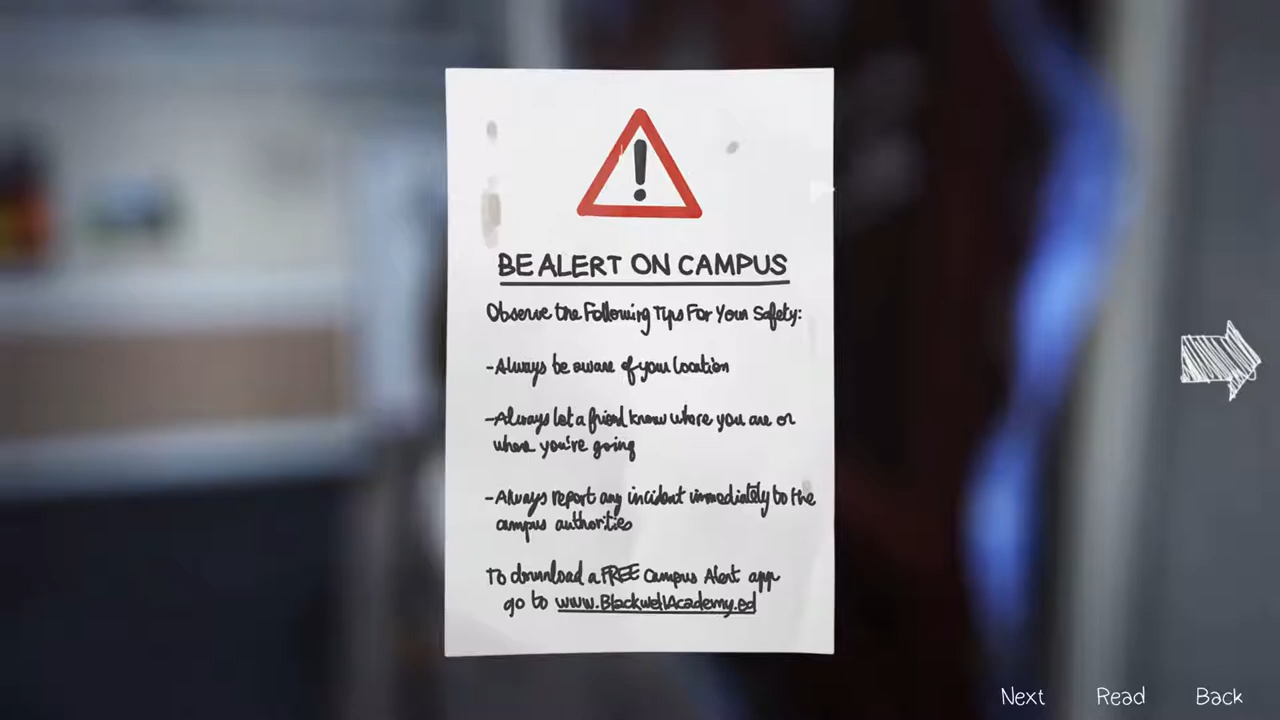 !
BE ALERT ON CAMPUS
Observe the Following Tips For Your Safety:
-Always be aware of your location
-Always let a friend know where you are or
where you're going
-Always report any incident immediately to the
campus authorities
To download a FREE Campus Alert app
go to www.BlackwellAcademy.ed
Next Read Back